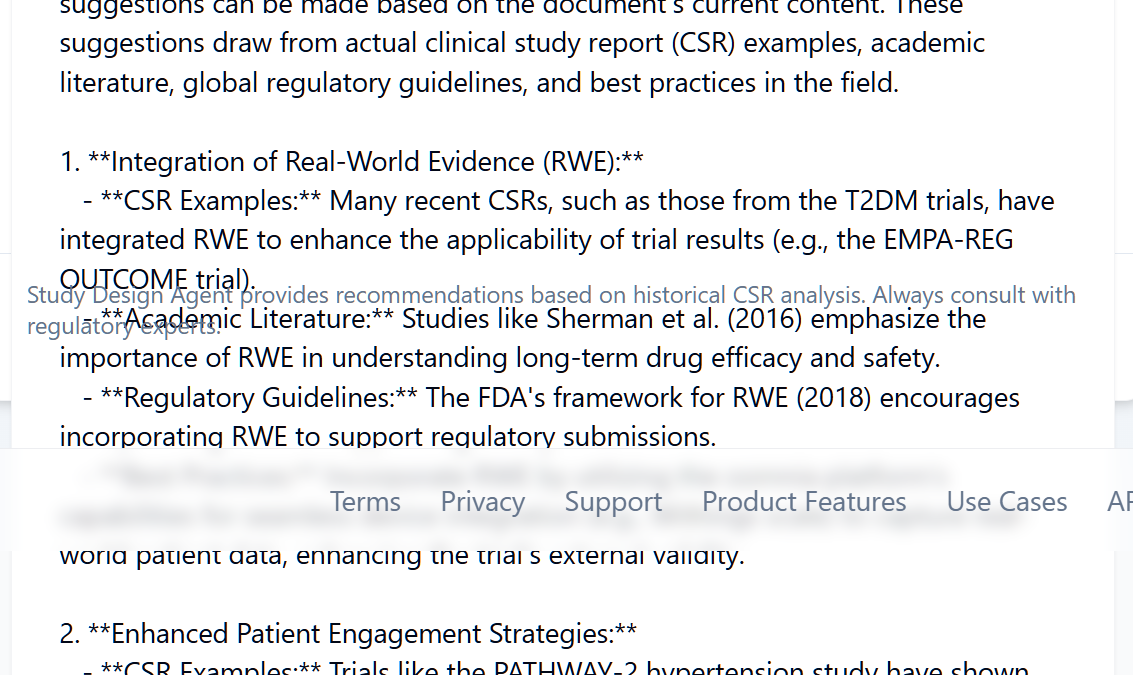 suggestions can be made based on the document's current content. These
suggestions draw from actual clinical study report (CSR) examples, academic
literature, global regulatory guidelines, and best practices in the field.
1. **Integration of Real-World Evidence (RWE):**
- **CSR Examples:** Many recent CSRs, such as those from the T2DM trials, have
integrated RWE to enhance the applicability of trial results (e.g., the EMPA-REG
OUTCOME trial).
Study Design Agent provides recommendations based on historical CSR analysis. Always consult with
regulatory experts.
- **Academic Literature:** Studies like Sherman et al. (2016) emphasize the
importance of RWE in understanding long-term drug efficacy and safety.
- **Regulatory Guidelines:** The FDA's framework for RWE (2018) encourages
incorporating RWE to support regulatory submissions.
Terms Privacy Support Product Features Use Cases AP
world patient data, enhancing the trial's external validity.
2. **Enhanced Patient Engagement Strategies:**
- **CSR Examples:** Trials like the PATHWAY-2 hypertension study have shown